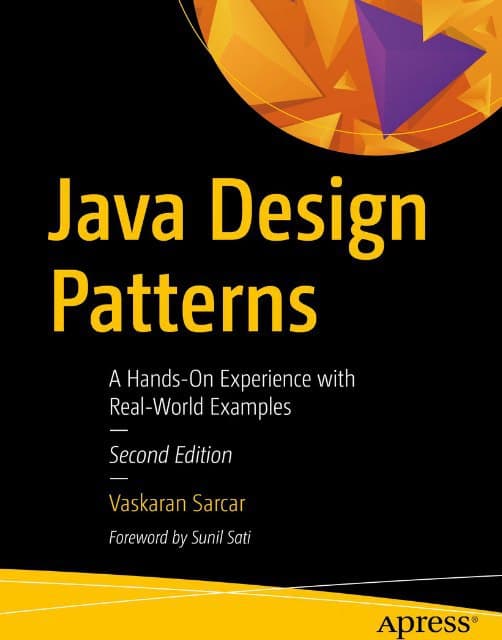 Java Design
Patterns
A Hands-On Experience with
Real-World Examples
—
Second Edition
—
Vaskaran Sarcar
Foreword by Sunil Sati
Apress®